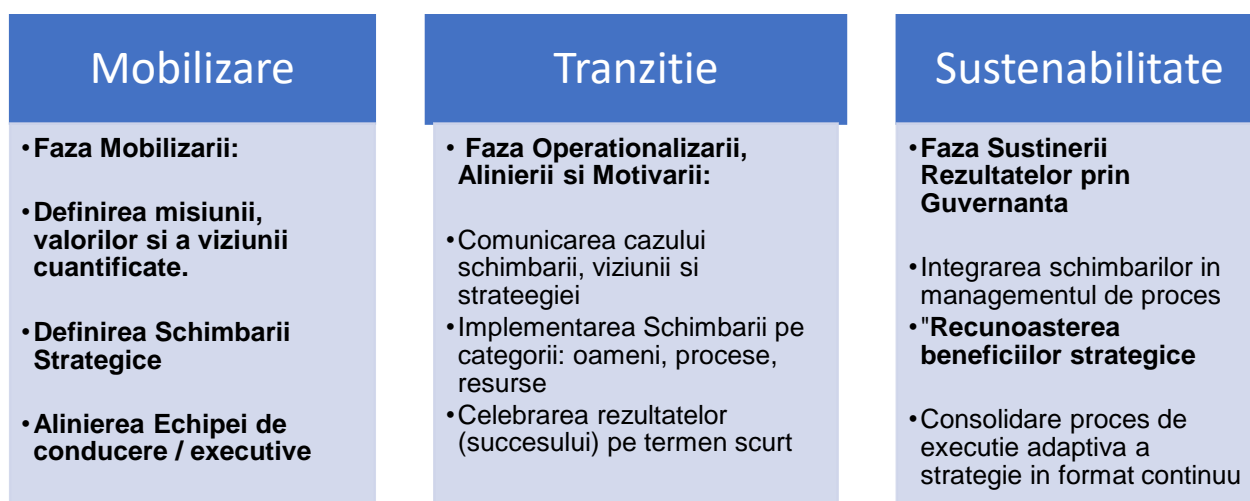 Mobilizare
•Faza Mobilizarii:
•Definirea misiunii,
valorilor si a viziunii
cuantificate.
•Definirea Schimbarii
Strategice
•Alinierea Echipei de
conducere / executive
Tranzitie
• Faza Operationalizarii,
Alinierii si Motivarii:
•Comunicarea cazului
schimbarii, viziunii si
strateegiei
•Implementarea Schimbarii pe
categorii: oameni, procese,
resurse
•Celebrarea rezultatelor
(succesului) pe termen scurt
Sustenabilitate
•Faza Sustinerii
Rezultatelor prin
Guvernanta
•Integrarea schimbarilor in
managementul de proces
•"Recunoasterea
beneficiilor strategice
•Consolidare proces de
executie adaptiva a
strategie in format continuu